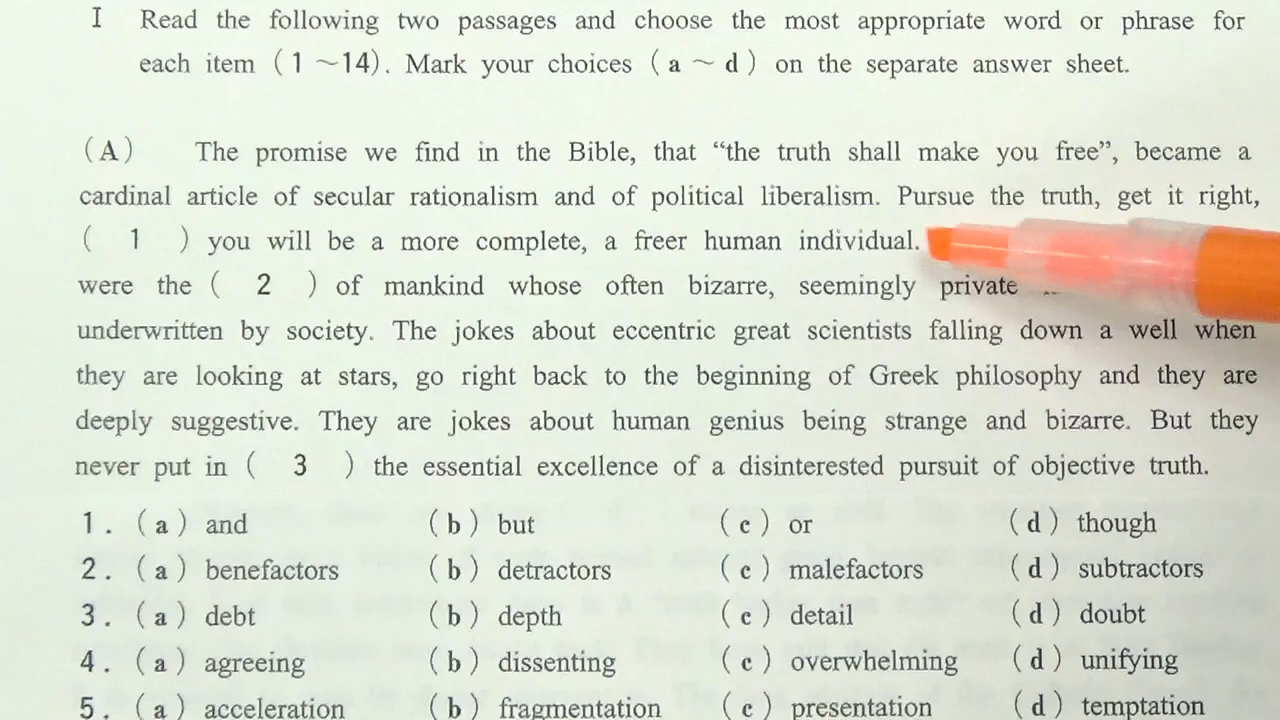 I Read the following two passages and choose the most appropriate word or phrase for
each item (1~14). Mark your choices (a ~ d) on the separate answer sheet.
(A) The promise we find in the Bible, that “the truth shall make you free”, became a
cardinal article of secular rationalism and of political liberalism. Pursue the truth, get it right,
( 1 ) you will be a more complete, a freer human individual.
were the ( 2 ) of mankind whose often bizarre, seemingly private
underwritten by society. The jokes about eccentric great scientists falling down a well when
they are looking at stars, go right back to the beginning of Greek philosophy and they are
deeply suggestive. They are jokes about human genius being strange and bizarre. But they
never put in ( 3 ) the essential excellence of a disinterested pursuit of objective truth.
1. (a) and (b) but (c) or (d) though
2. (a) benefactors (b) detractors (c) malefactors (d) subtractors
3. (a) debt (b) depth (c) detail (d) doubt
4. (a) agreeing (b) dissenting (c) overwhelming (d) unifying
5. (a) acceleration (b) fragmentation (c) presentation (d) temptation